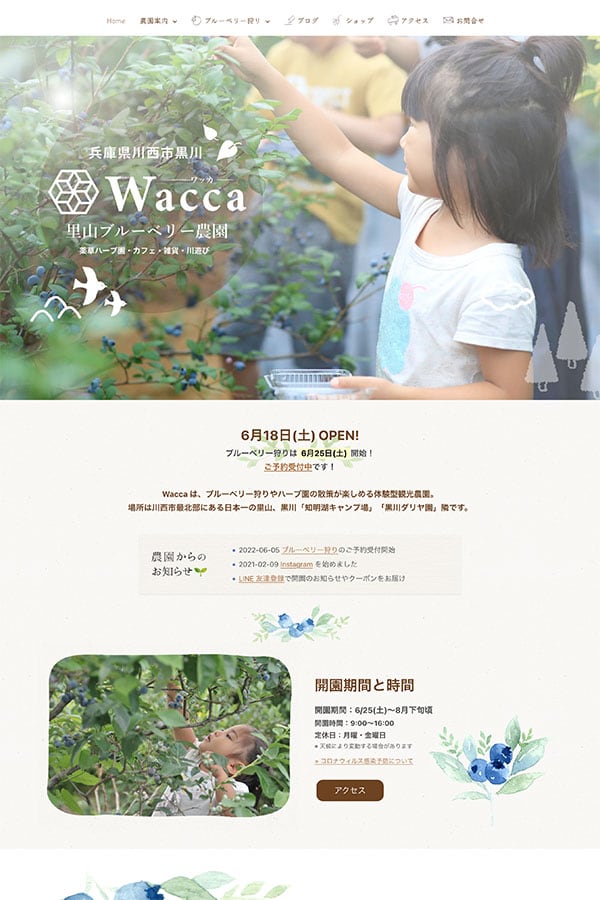 Home 農園案内 ブルーベリー狩り ブログ ショップ アクセス お問合せ
兵庫県川西市黒川
ワッカ
Wacca
里山ブルーベリー農園
薬草ハーブ園・カフェ・雑貨・川遊び
6月18日(土) OPEN!
ブルーベリー狩りは 6月25日(土) 開始！
ご予約受付中です！
Wacca は、ブルーベリー狩りやハーブ園の散策が楽しめる体験型観光農園。
場所は川西市最北部にある日本一の里山、黒川「知明湖キャンプ場」「黒川ダリヤ園」隣です。
農園からの
お知らせ
2022-06-05 ブルーベリー狩りのご予約受付開始
2021-02-09 Instagram を始めました
LINE 友達登録で開園のお知らせやクーポンをお届け
開園期間と時間
開園期間：6/25(土)〜8月下旬頃
開園時間：9:00〜16:00
定休日：月曜・金曜日
※天候により変動する場合があります
» コロナウィルス感染予防について
アクセス